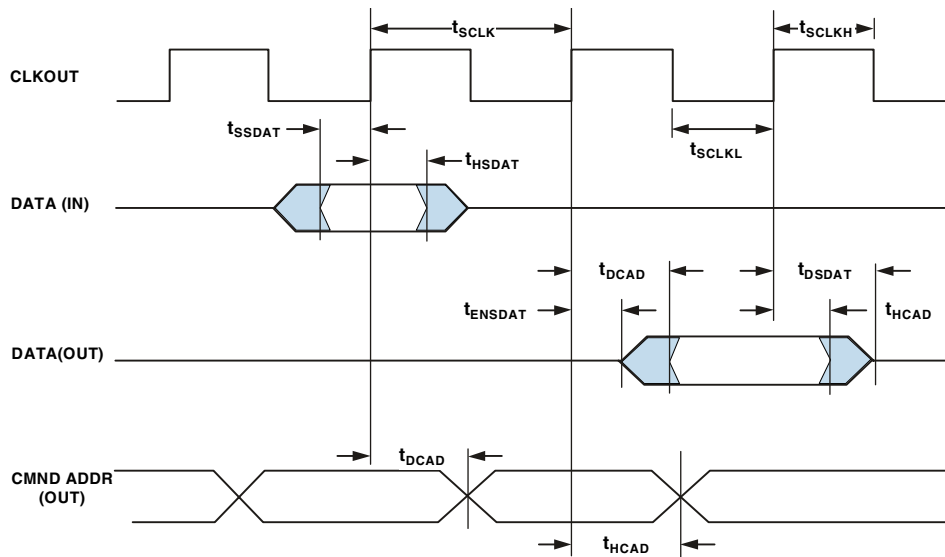 tSCLK
tSCLKH
CLKOUT
tSSDAT
tHSDAT
tSCLKL
DATA (IN)
tDCAD
tDSDAT
tENSDAT
tHCAD
DATA(OUT)
tDCAD
CMND ADDR
(OUT)
tHCAD